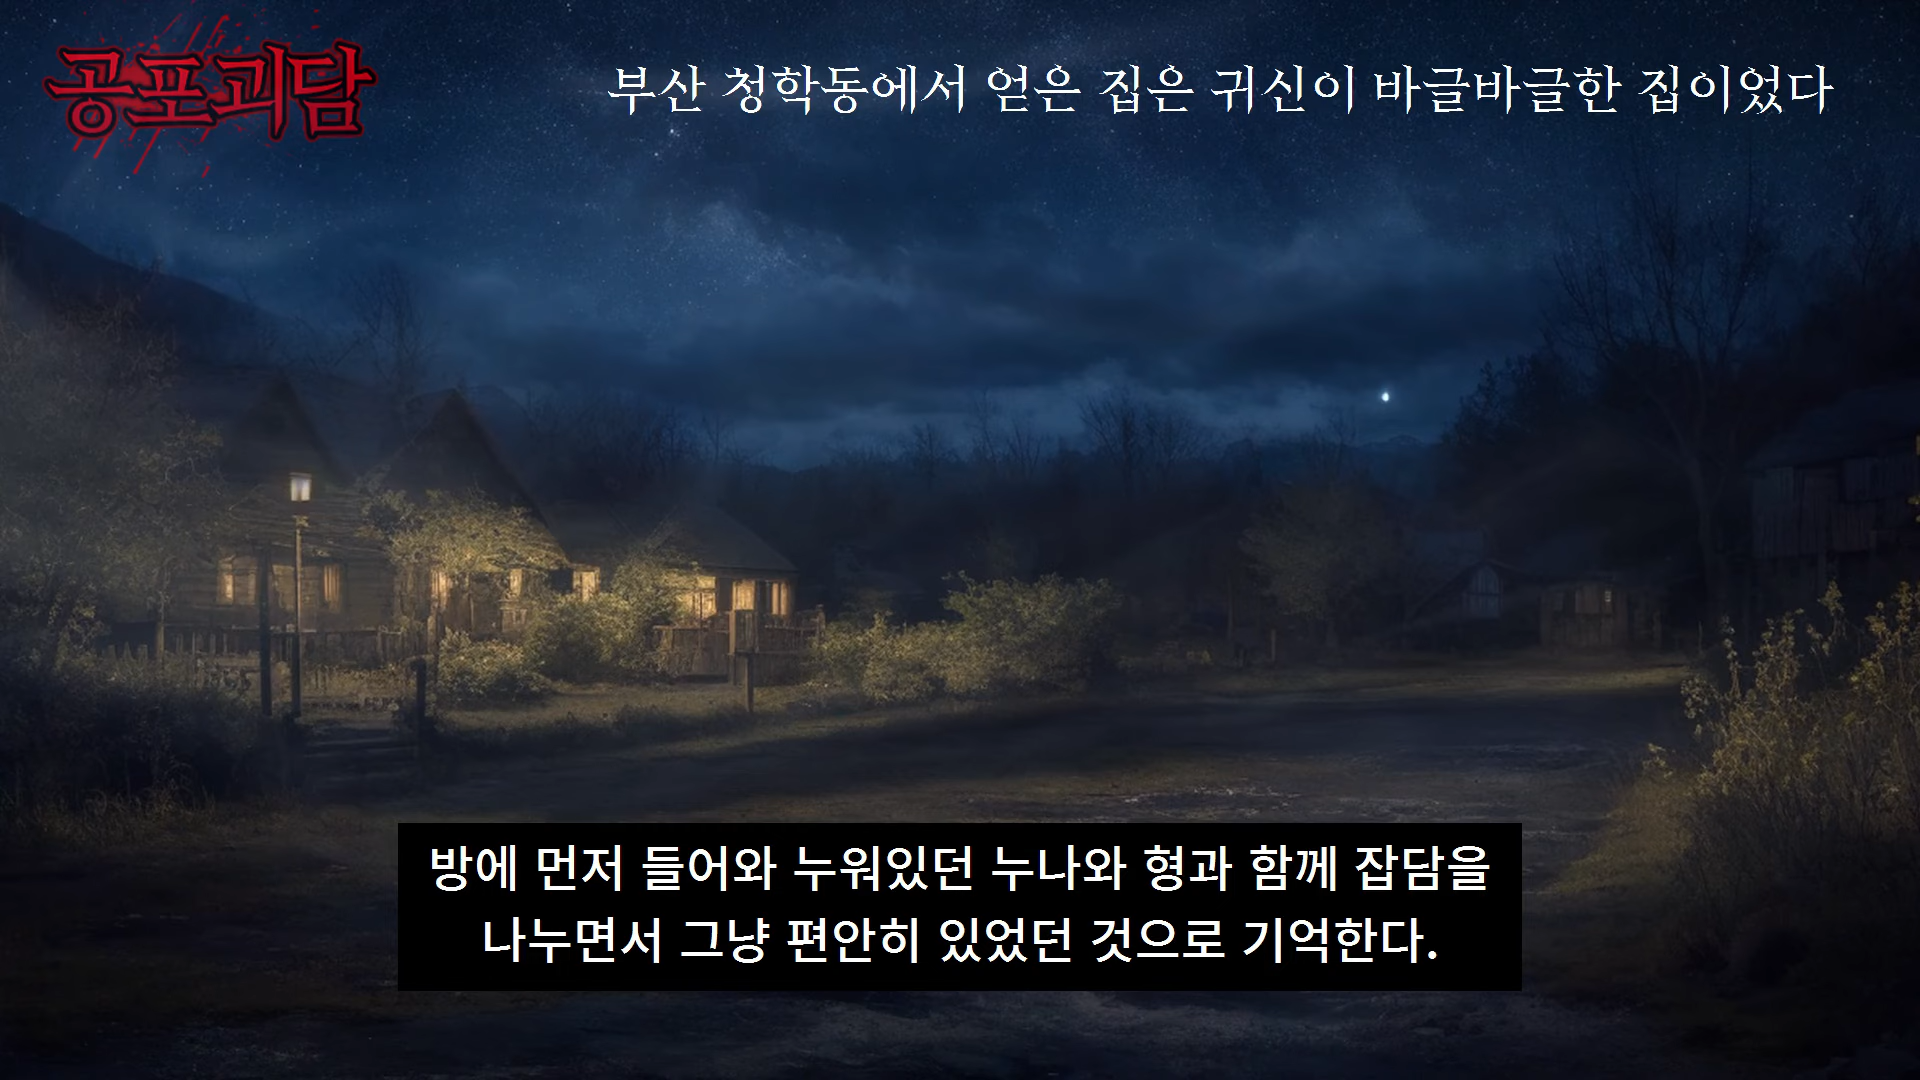 공포괴담
부산 청학동에서 얻은 집은 귀신이 바글바글한 집이었다
방에 먼저 들어와 누워있던 누나와 형과 함께 잡담을
나누면서 그냥 편안히 있었던 것으로 기억한다.